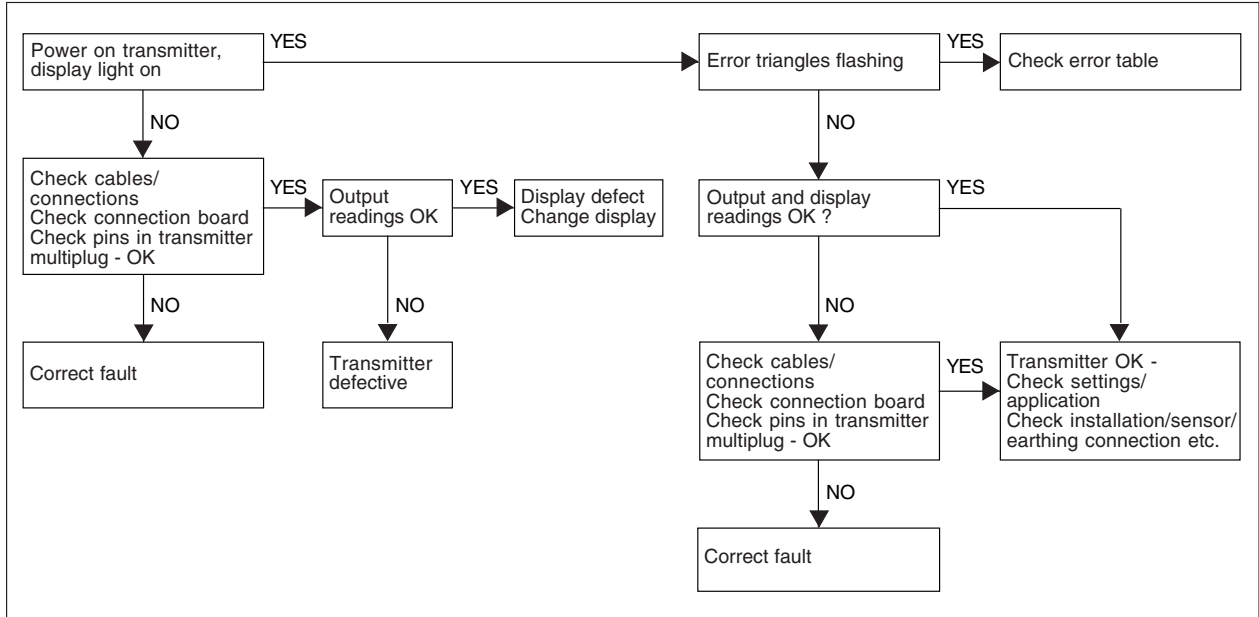 Power on transmitter,
display light on
YES
Error triangles flashing
YES
Check error table
NO
NO
Check cables/
connections
Check connection board
Check pins in transmitter
multiplug - OK
YES
Output
readings OK
YES
Display defect
Change display
Output and display
readings OK ?
YES
NO
NO
NO
Correct fault
Transmitter
defective
Check cables/
connections
Check connection board
Check pins in transmitter
multiplug - OK
YES
Transmitter OK -
Check settings/
application
Check installation/sensor/
earthing connection etc.
NO
Correct fault